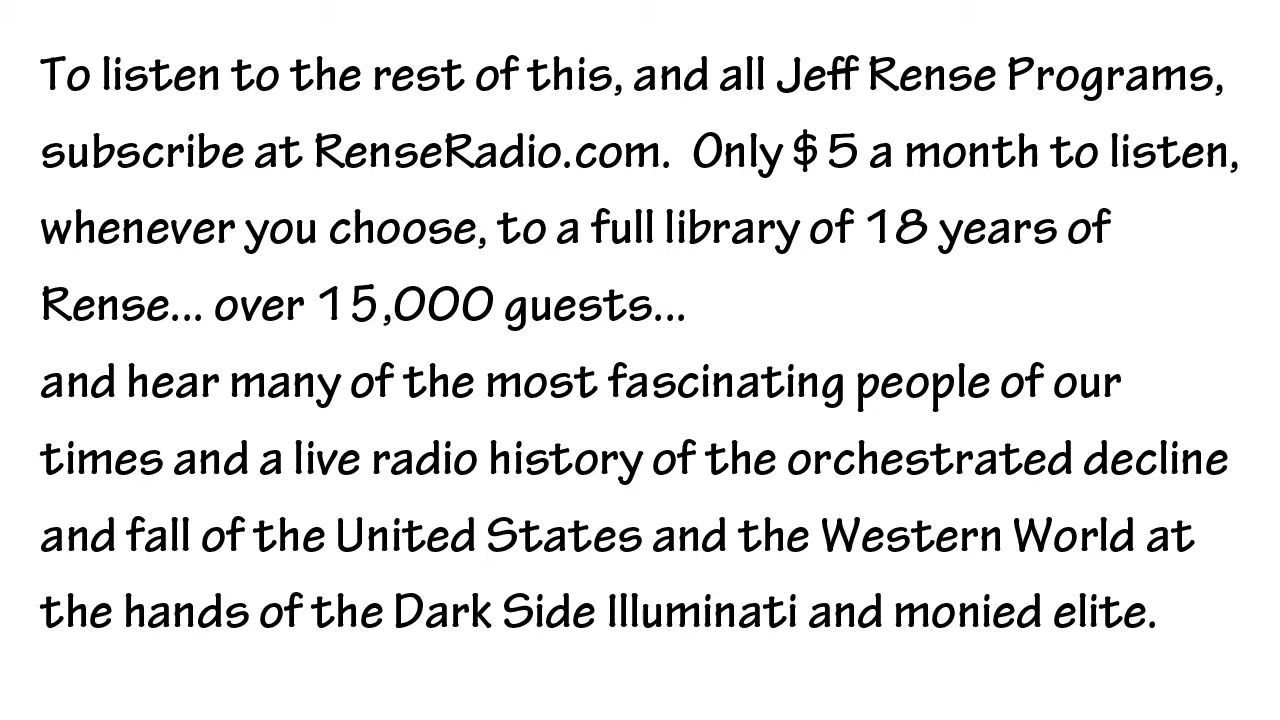 To listen to the rest of this, and all Jeff Rense Programs,
subscribe at RenseRadio.com.  Only $5 a month to listen,
whenever you choose, to a full library of 18 years of
Rense... over 15,000 guests...
and hear many of the most fascinating people of our
times and a live radio history of the orchestrated decline
and fall of the United States and the Western World at
the hands of the Dark Side Illuminati and monied elite.